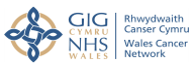 GIG
CYMRU
NHS
WALES
Rhwydwaith
Canser Cymru
Wales Cancer
Network